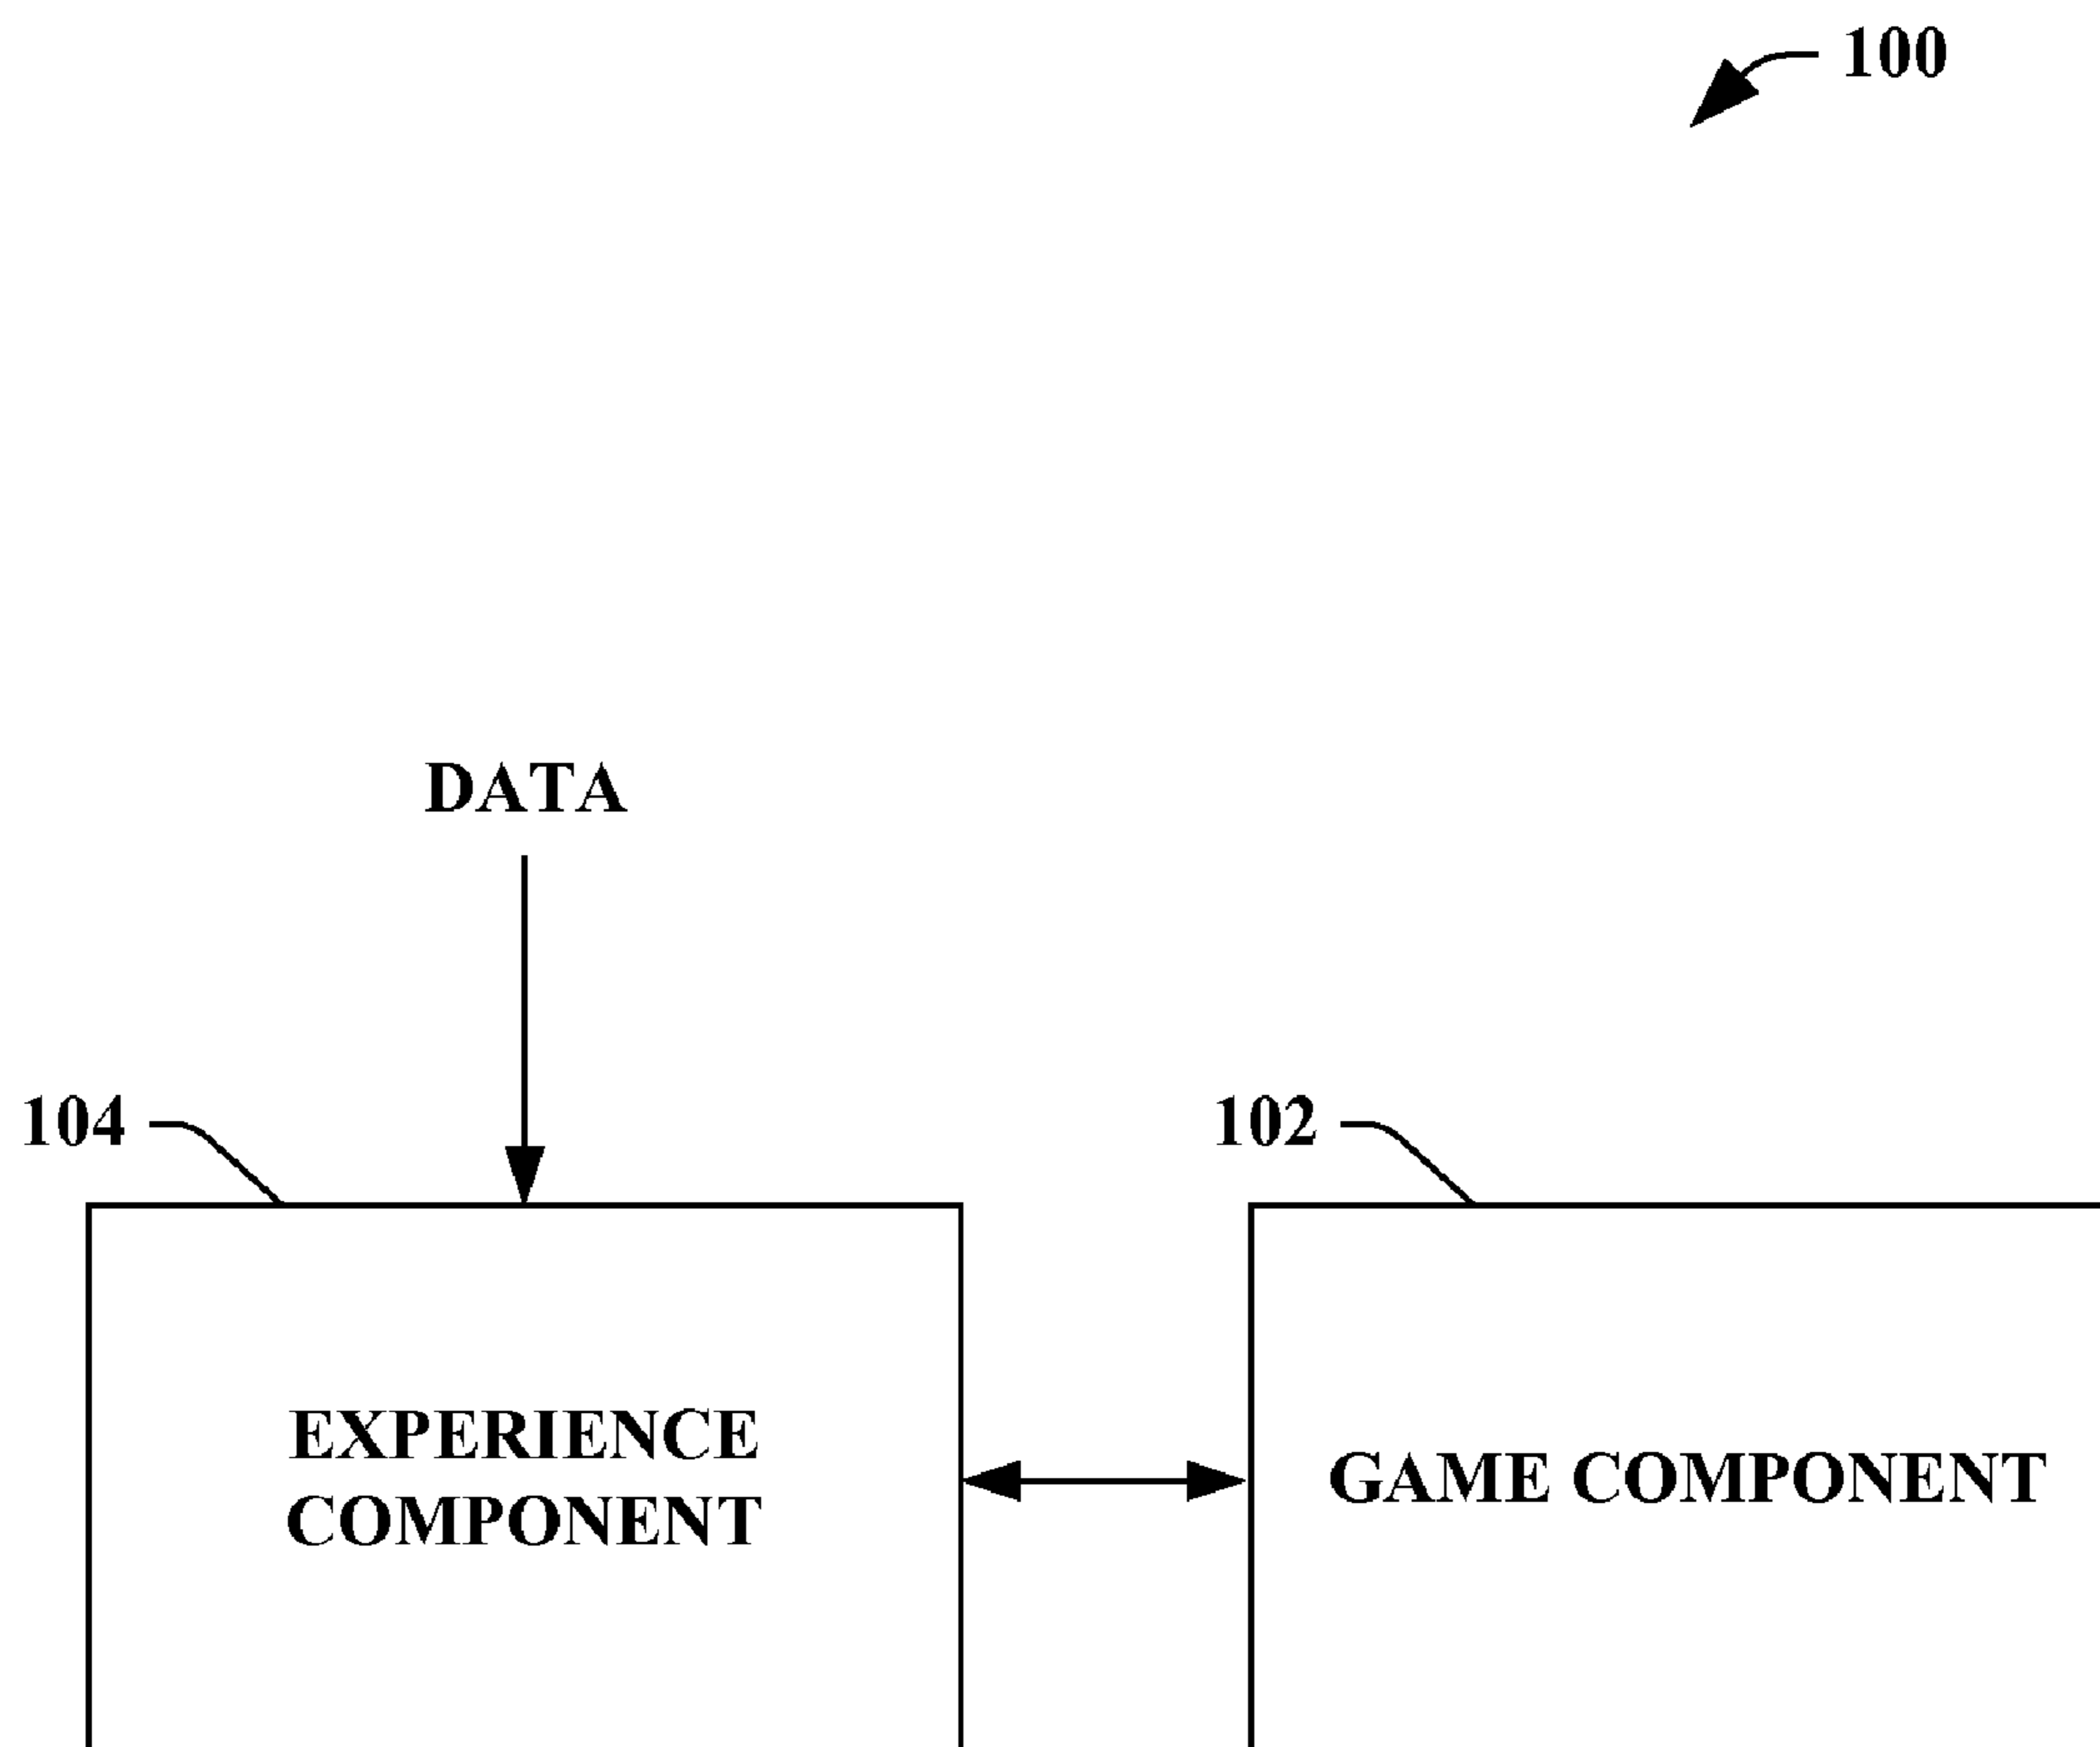 100
DATA
104
102
EXPERIENCE
COMPONENT
GAME COMPONENT